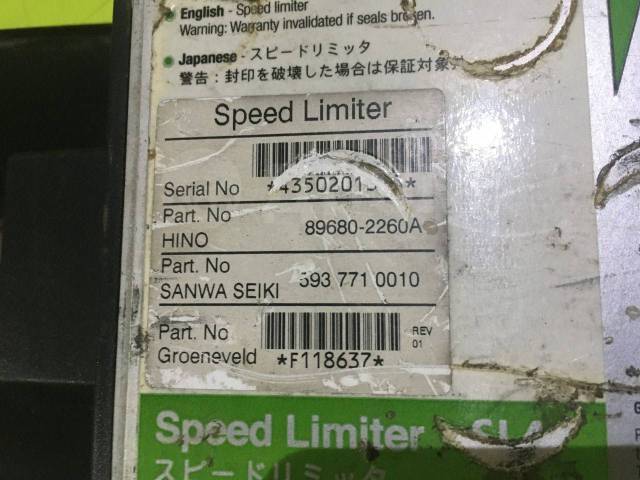 English - Speed limiter
Warning: Warranty invalidated if seals broken.
Japanese - スピードリミッタ
警告：封印を破壊した場合は保証対象
Speed Limiter
Serial No
Part. No
HINO 89680-2260A
Part. No
SANWA SEIKI 593 771 0010
Part. No
Groeneveld *F118637*
REV
01
Speed Limiter
スピードリミッタ